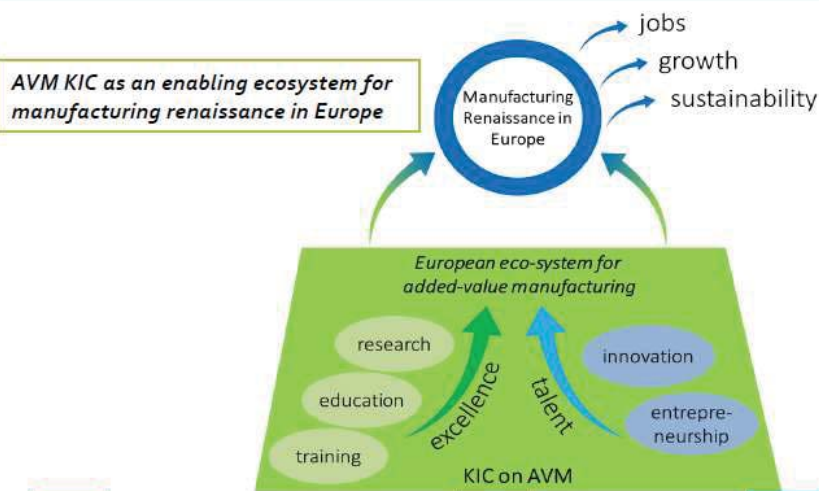 AVM KIC as an enabling ecosystem for
manufacturing renaissance in Europe
jobs
growth
sustainability
Manufacturing
Renaissance in
Europe
European eco-system for
added-value manufacturing
research
education
training
excellence
talent
innovation
entrepre-
neurship
KIC on AVM